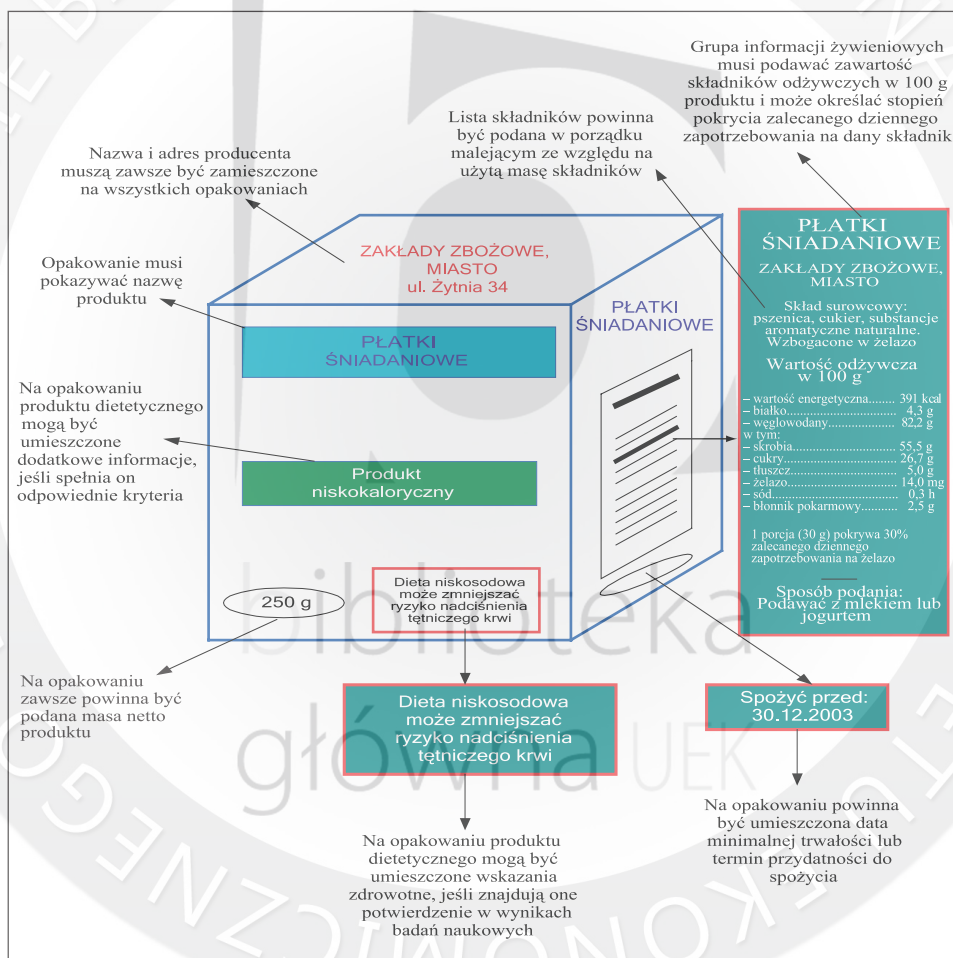 Grupa informacji żywieniowych
musi podawać zawartość
składników odżywczych w 100 g
produktu i może określać stopień
pokrycia zalecanego dziennego
zapotrzebowania na dany składnik
Lista składników powinna
być podana w porządku
malejącym ze względu na
użytą masę składników
Nazwa i adres producenta
muszą zawsze być zamieszczone
na wszystkich opakowaniach
Opakowanie musi
pokazywać nazwę
produktu
Na opakowaniu
produktu dietetycznego
mogą być
umieszczone
dodatkowe informacje,
jeśli spełnia on
odpowiednie kryteria
Na opakowaniu
zawsze powinna być
podana masa netto
produktu
ZAKŁADY ZBOŻOWE,
MIASTO
ul. Żytnia 34
PŁATKI
ŚNIADANIOWE
Produkt
niskokaloryczny
250 g
Dieta niskosodowa
może zmniejszać
ryzyko nadciśnienia
tętniczego krwi
PŁATKI
ŚNIADANIOWE
PŁATKI
ŚNIADANIOWE
ZAKŁADY ZBOŻOWE,
MIASTO
Skład surowcowy:
pszenica, cukier, substancje
aromatyczne naturalne.
Wzbogacone w żelazo
Wartość odżywcza
w 100 g
– wartość energetyczna........ 391 kcal
– białko.................................. 4,3 g
– węglowodany.................... 82,2 g
w tym:
– skrobia................................ 55,5 g
– cukry.................................. 26,7 g
– tłuszcz................................ 5,0 g
– żelazo................................. 14,0 mg
– sód...................................... 0,3 h
– błonnik pokarmowy.......... 2,5 g
1 porcja (30 g) pokrywa 30%
zalecanego dziennego
zapotrzebowania na żelazo
Sposób podania:
Podawać z mlekiem lub
jogurtem
Dieta niskosodowa
może zmniejszać
ryzyko nadciśnienia
tętniczego krwi
Spożyć przed:
30.12.2003
Na opakowaniu produktu
dietetycznego mogą być
umieszczone wskazania
zdrowotne, jeśli znajdują one
potwierdzenie w wynikach
badań naukowych
Na opakowaniu powinna
być umieszczona data
minimalnej trwałości lub
termin przydatności do
spożycia
biblioteka
główna UEK